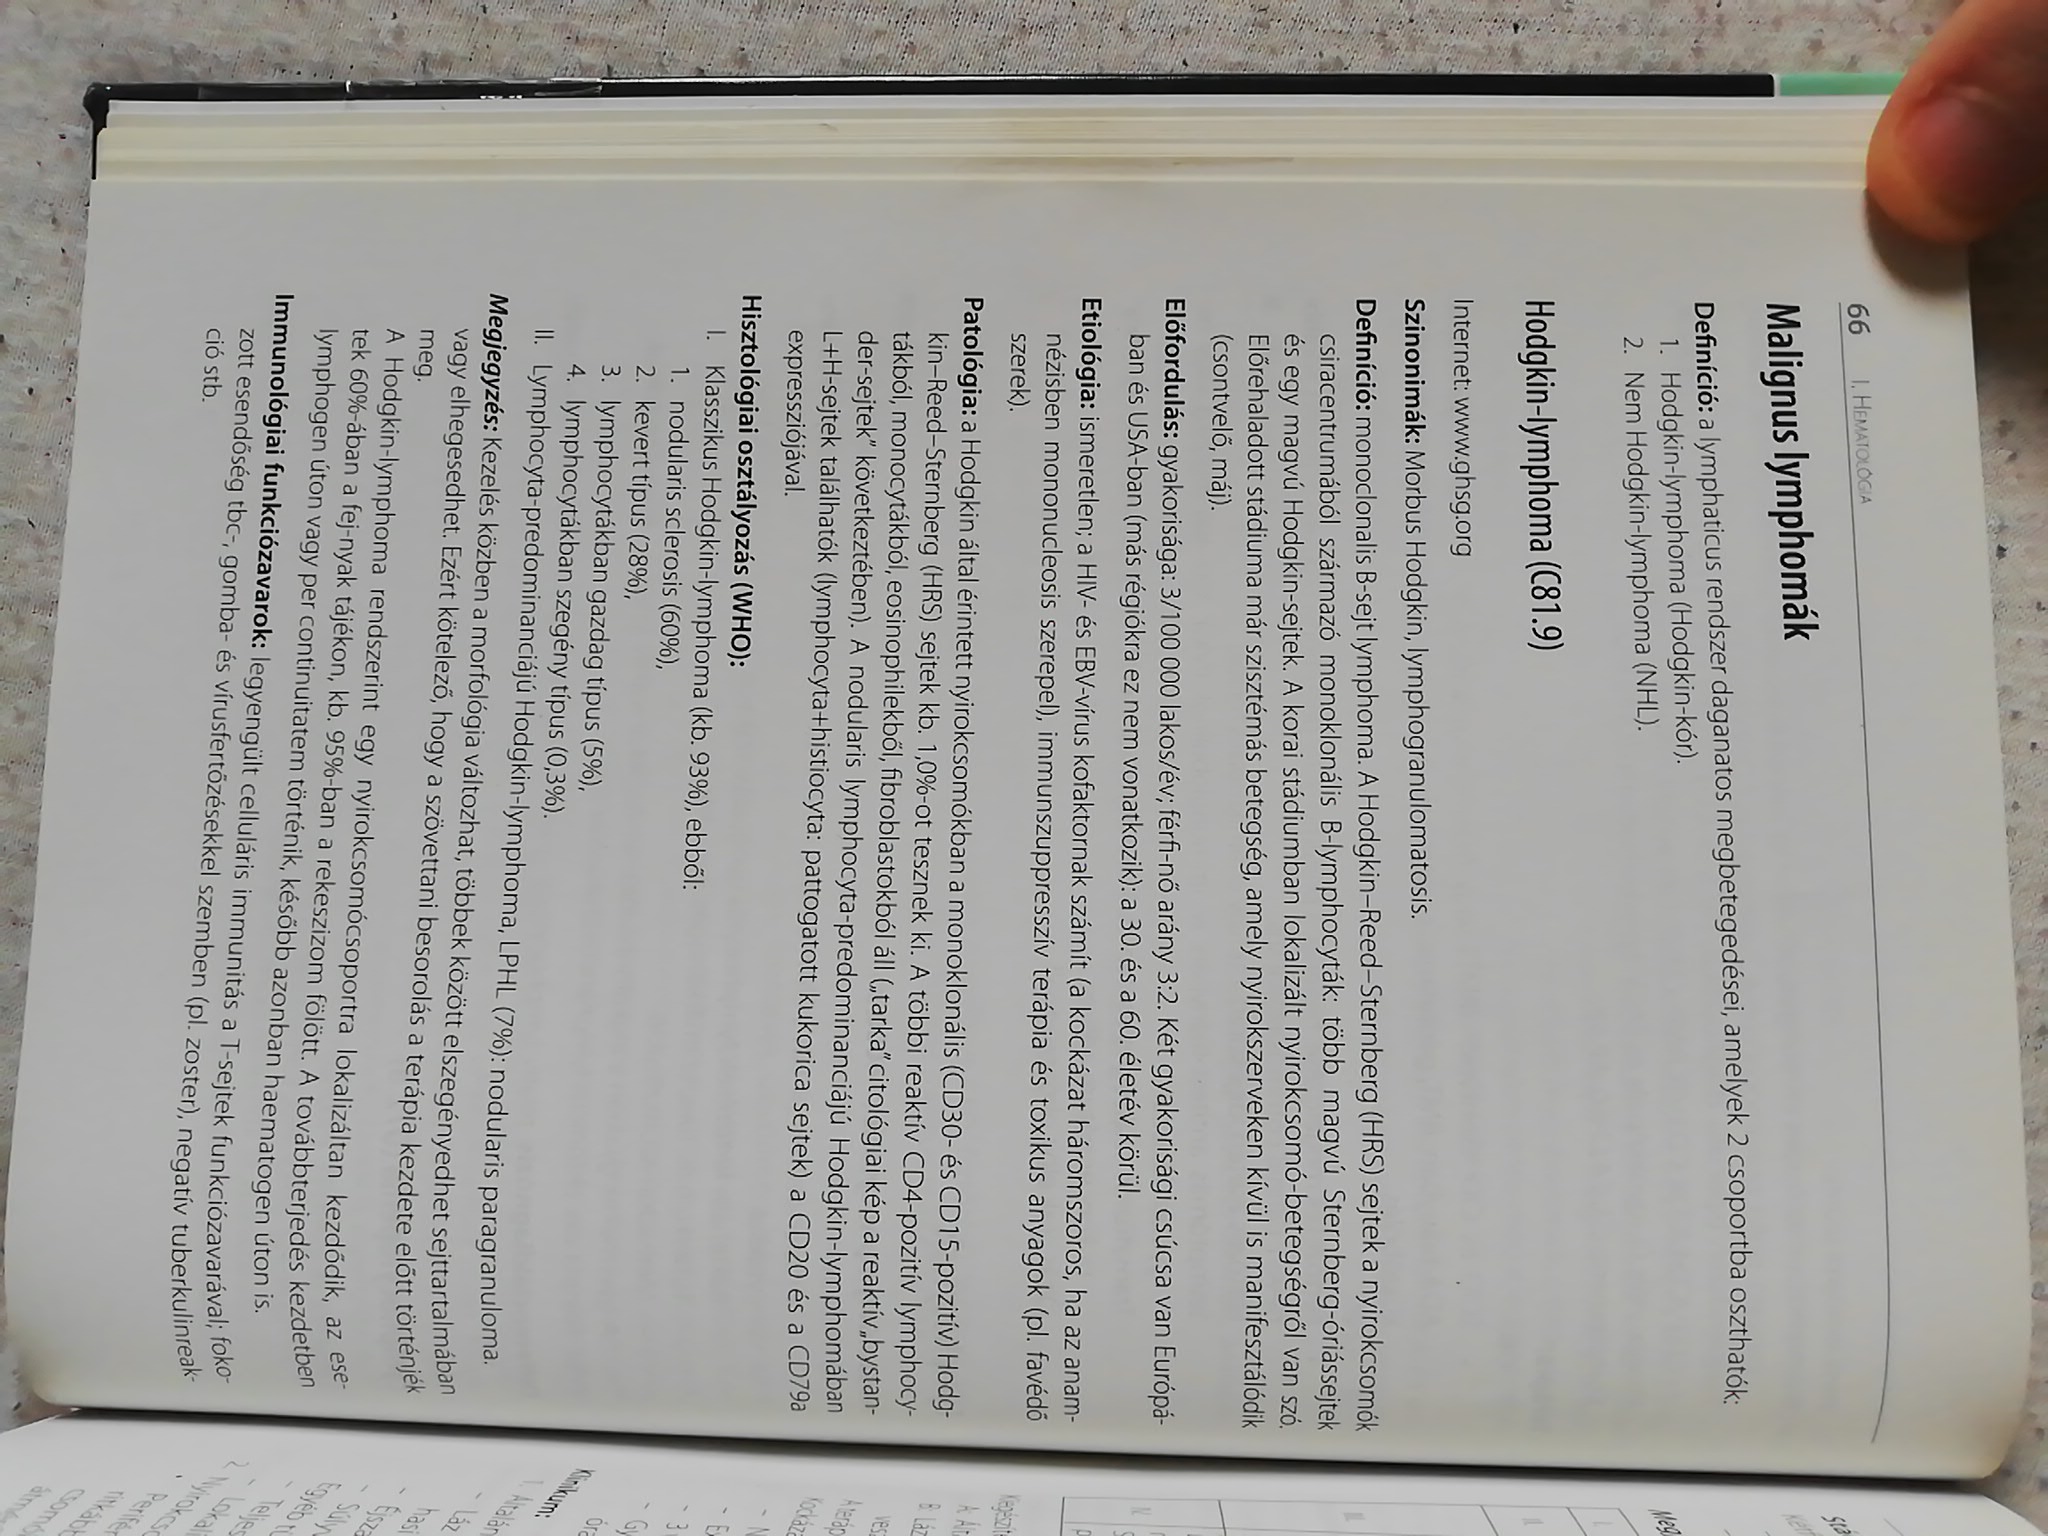 66 I. HEMATOLÓGIA
Malignus lymphomák
Definíció: a lymphaticus rendszer daganatos megbetegedései, amelyek 2 csoportba oszthatók:
1. Hodgkin-lymphoma (Hodgkin-kór).
2. Nem Hodgkin-lymphoma (NHL).
Hodgkin-lymphoma (C81.9)
Internet: www.ghsg.org
Szinonimák: Morbus Hodgkin, lymphogranulomatosis.
Definíció: monoclonalis B-sejt lymphoma. A Hodgkin–Reed–Sternberg (HRS) sejtek a nyirokcsomók
csiracentrumából származó monoklonális B-lymphocyták: több magvú Sternberg-óriássejtek
és egy magvú Hodgkin-sejtek. A korai stádiumban lokalizált nyirokcsomó-betegségről van szó.
Előrehaladott stádiuma már szisztémás betegség, amely nyirokszerveken kívül is manifesztálódik
(csontvelő, máj).
Előfordulás: gyakorisága: 3/100 000 lakos/év; férfi-nő arány 3:2. Két gyakorisági csúcsa van Európá-
ban és USA-ban (más régiókra ez nem vonatkozik): a 30. és a 60. életév körül.
Etiológia: ismeretlen; a HIV- és EBV-vírus kofaktornak számít (a kockázat háromszoros, ha az anam-
nézisben mononucleosis szerepel), immunszuppresszív terápia és toxikus anyagok (pl. favédő
szerek).
Patológia: a Hodgkin által érintett nyirokcsomókban a monoklonális (CD30- és CD15-pozitív) Hodg-
kin–Reed–Sternberg (HRS) sejtek kb. 1,0%-ot tesznek ki. A többi reaktív CD4-pozitív lymphocy-
tákból, monocytákból, eosinophilekből, fibroblastokból áll („tarka” citológiai kép a reaktív „bystan-
der-sejtek” következtében). A nodularis lymphocyta-predominanciájú Hodgkin-lymphomában
L+H-sejtek találhatók (lymphocyta+histiocyta: pattogatott kukorica sejtek) a CD20 és a CD79a
expressziójával.
Hisztológiai osztályozás (WHO):
I. Klasszikus Hodgkin-lymphoma (kb. 93%), ebből:
1. nodularis sclerosis (60%),
2. kevert típus (28%),
3. lymphocytákban gazdag típus (5%),
4. lymphocytákban szegény típus (0,3%).
II. Lymphocyta-predominanciájú Hodgkin-lymphoma, LPHL (7%): nodularis paragranuloma.
Megjegyzés: Kezelés közben a morfológia változhat, többek között elszegényedhet sejttartalmában
vagy elhegesedhet. Ezért kötelező, hogy a szövettani besorolás a terápia kezdete előtt történjék
meg.
A Hodgkin-lymphoma rendszerint egy nyirokcsomócsoportra lokalizáltan kezdődik, az ese-
tek 60%-ában a fej-nyak tájékon, kb. 95%-ban a rekeszizom fölött. A továbbterjedés kezdetben
lymphogen úton vagy per continuitatem történik, később azonban haematogen úton is.
Immunológiai funkciózavarok: legyengült celluláris immunitás a T-sejtek funkciózavarával; foko-
zott esendőség tbc-, gomba- és vírusfertőzésekkel szemben (pl. zoster), negatív tuberkulinreak-
ció stb.
Klinikum: